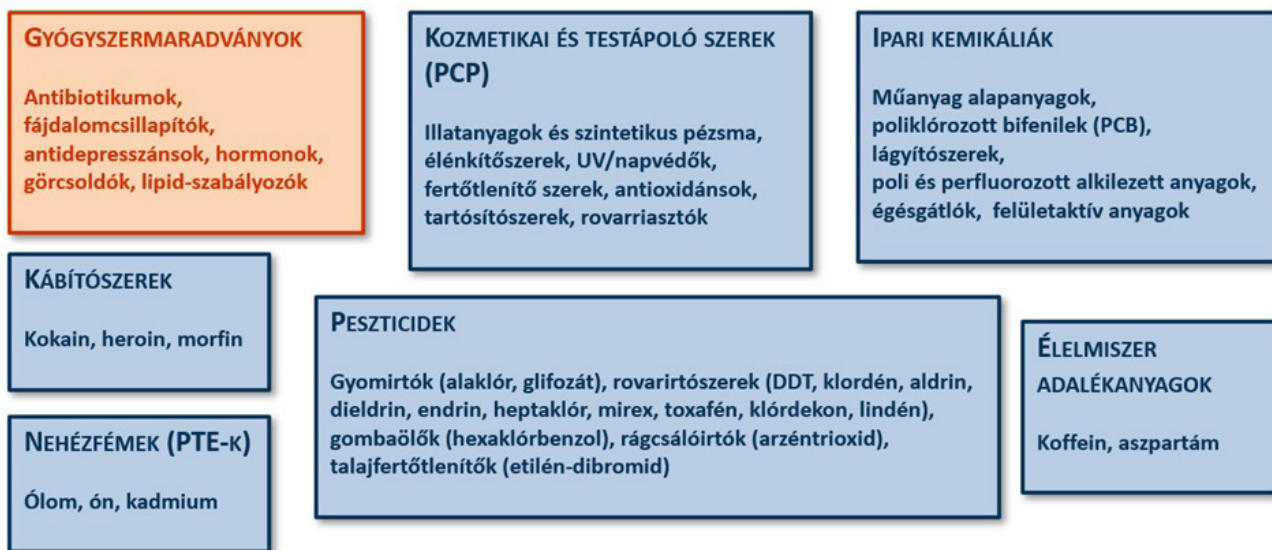 GYÓGYSZERMARADVÁNYOK
Antibiotikumok,
fájdalomcsillapítók,
antidepresszánsok, hormonok,
görcsoldók, lipid-szabályozók
KOZMETIKAI ÉS TESTÁPOLÓ SZEREK
(PCP)
Illatanyagok és szintetikus pézsma,
élénkítőszerek, UV/napvédők,
fertőtlenítő szerek, antioxidánsok,
tartósítószerek, rovarriasztók
IPARI KEMIKÁLIÁK
Műanyag alapanyagok,
poliklórozott bifenilek (PCB),
lágyítószerek,
poli és perfluorozott alkilezett anyagok,
égésgátlók, felületaktív anyagok
KÁBÍTÓSZEREK
Kokain, heroin, morfin
PESZTICIDEK
Gyomirtók (alaklór, glifozát), rovarirtószerek (DDT, klordén, aldrin,
dieldrin, endrin, heptaklór, mirex, toxafén, klórdekon, lindén),
gombaölők (hexaklórbenzol), rágcsálóirtók (arzéntrioxid),
talajfertőtlenítők (etilén-dibromid)
ÉLELMISZER
ADALÉKANYAGOK
Koffein, aszpartám
NEHÉZFÉMEK (PTE-K)
Ólom, ón, kadmium